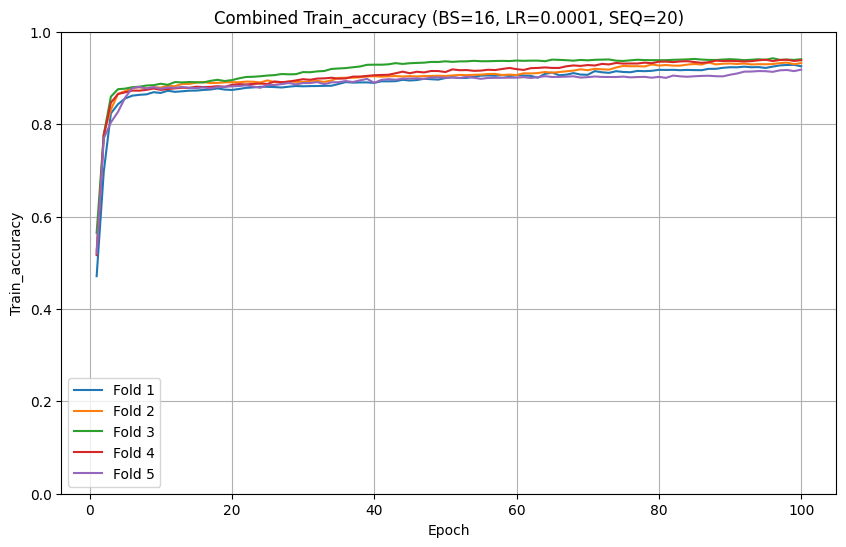 Combined Train_accuracy (BS=16, LR=0.0001, SEQ=20)
Train_accuracy
1.0
0.8
0.6
0.4
0.2
0.0
Fold 1
Fold 2
Fold 3
Fold 4
Fold 5
0 20 40 60 80 100
Epoch